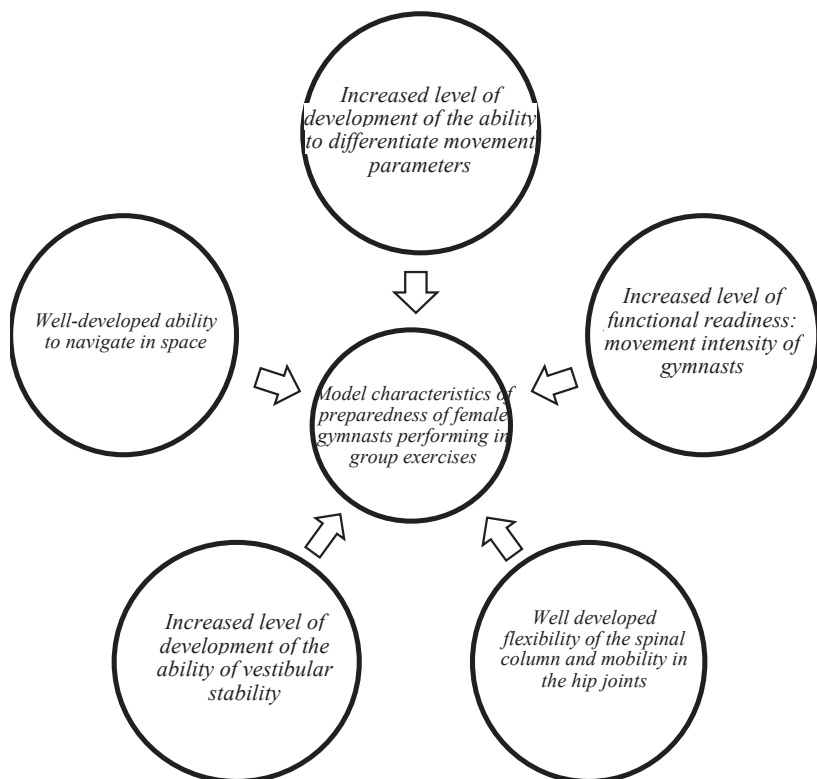 Increased level of
development of the ability
to differentiate movement
parameters
Well-developed ability
to navigate in space
Increased level of
functional readiness:
movement intensity of
gymnasts
Model characteristics of
preparedness of female
gymnasts performing in
group exercises
Increased level of
development of the
ability of vestibular
stability
Well developed
flexibility of the spinal
column and mobility in
the hip joints